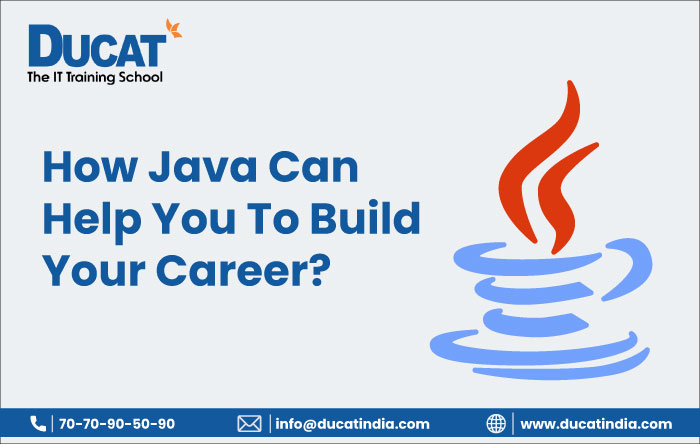 DUCAT
The IT Training School
How Java Can
Help You To Build
Your Career?
70-70-90-50-90 info@ducatindia.com www.ducatindia.com